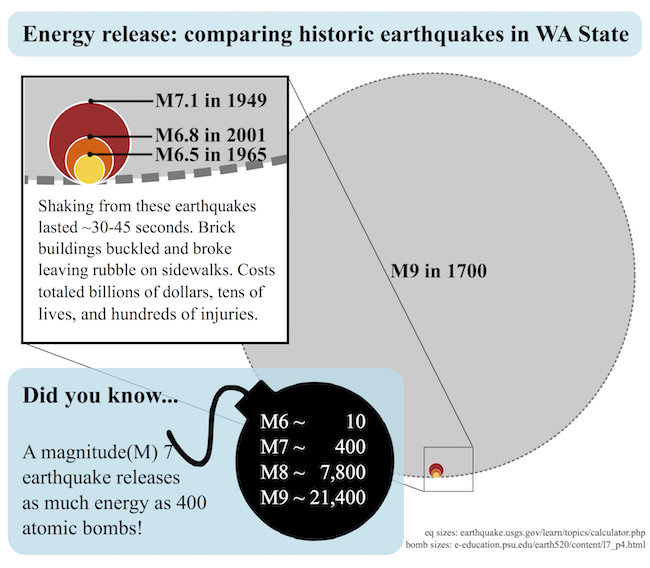 Energy release: comparing historic earthquakes in WA State
M7.1 in 1949
M6.8 in 2001
M6.5 in 1965
Shaking from these earthquakes
lasted ~30-45 seconds. Brick
buildings buckled and broke
leaving rubble on sidewalks. Costs
totaled billions of dollars, tens of
lives, and hundreds of injuries.
M9 in 1700
Did you know...
A magnitude(M) 7
earthquake releases
as much energy as 400
atomic bombs!
M6 ~ 10
M7 ~ 400
M8 ~ 7,800
M9 ~ 21,400
eq sizes: earthquake.usgs.gov/learn/topics/calculator.php
bomb sizes: e-education.psu.edu/earth520/content/l7_p4.html